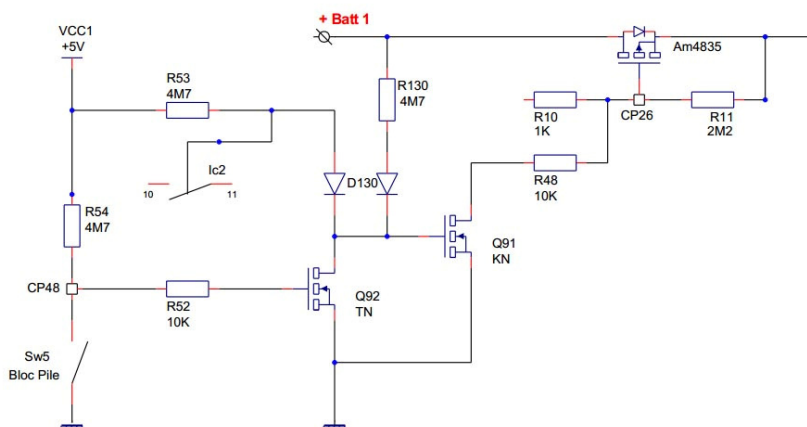 + Batt 1
VCC1
+5V
Am4835
R53
4M7
R130
4M7
R10
1K
CP26
R11
2M2
Ic2
10
11
D130
R48
10K
R54
4M7
Q91
KN
CP48
R52
10K
Q92
TN
Sw5
Bloc Pile